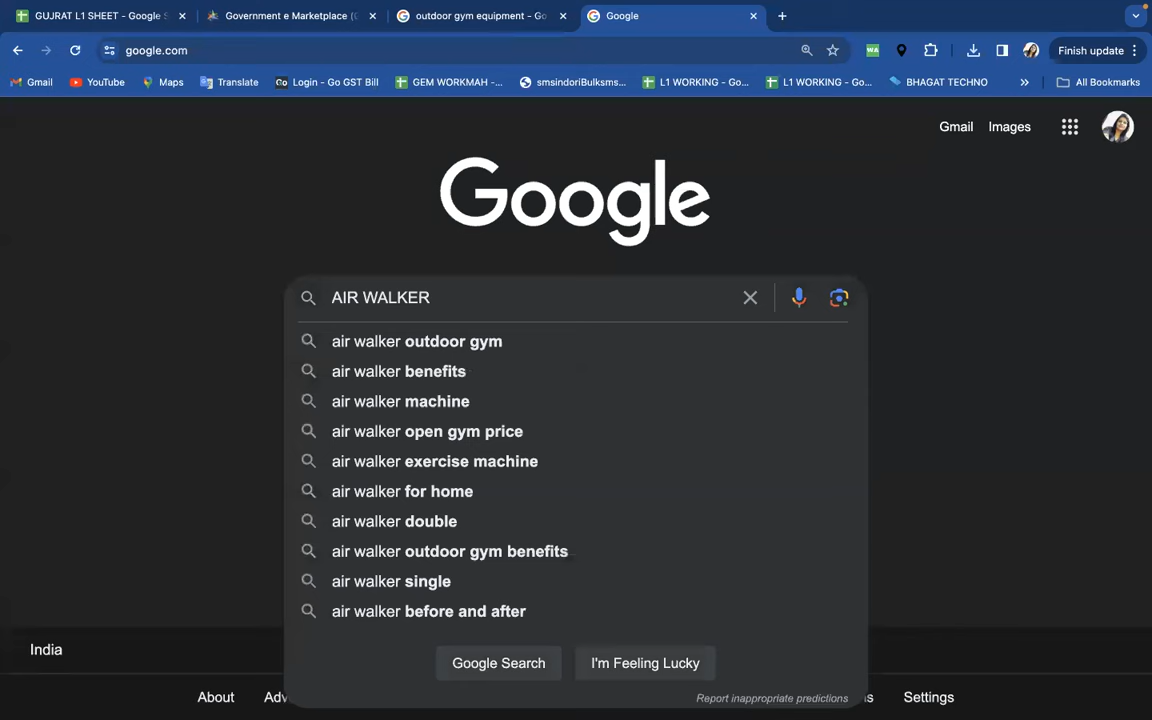 GUJRAT L1 SHEET - Google S
Government e Marketplace (G
outdoor gym equipment - Go
Google
google.com
Finish update
Gmail
YouTube
Maps
Translate
Login - Go GST Bill
GEM WORKMAH -...
smsindoriBulksms...
L1 WORKING - Go...
L1 WORKING - Go...
BHAGAT TECHNO
All Bookmarks
Gmail
Images
Google
AIR WALKER
air walker outdoor gym
air walker benefits
air walker machine
air walker open gym price
air walker exercise machine
air walker for home
air walker double
air walker outdoor gym benefits
air walker single
air walker before and after
India
Google Search
I'm Feeling Lucky
Report inappropriate predictions
About
Settings